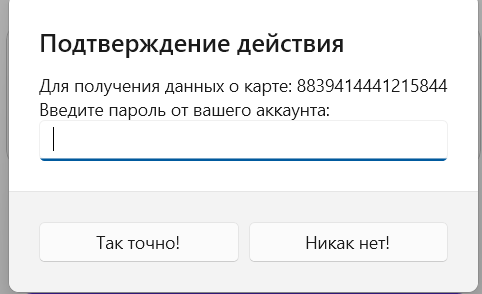 Подтверждение действия
Для получения данных о карте: 8839414441215844
Введите пароль от вашего аккаунта:
Так точно!
Никак нет!